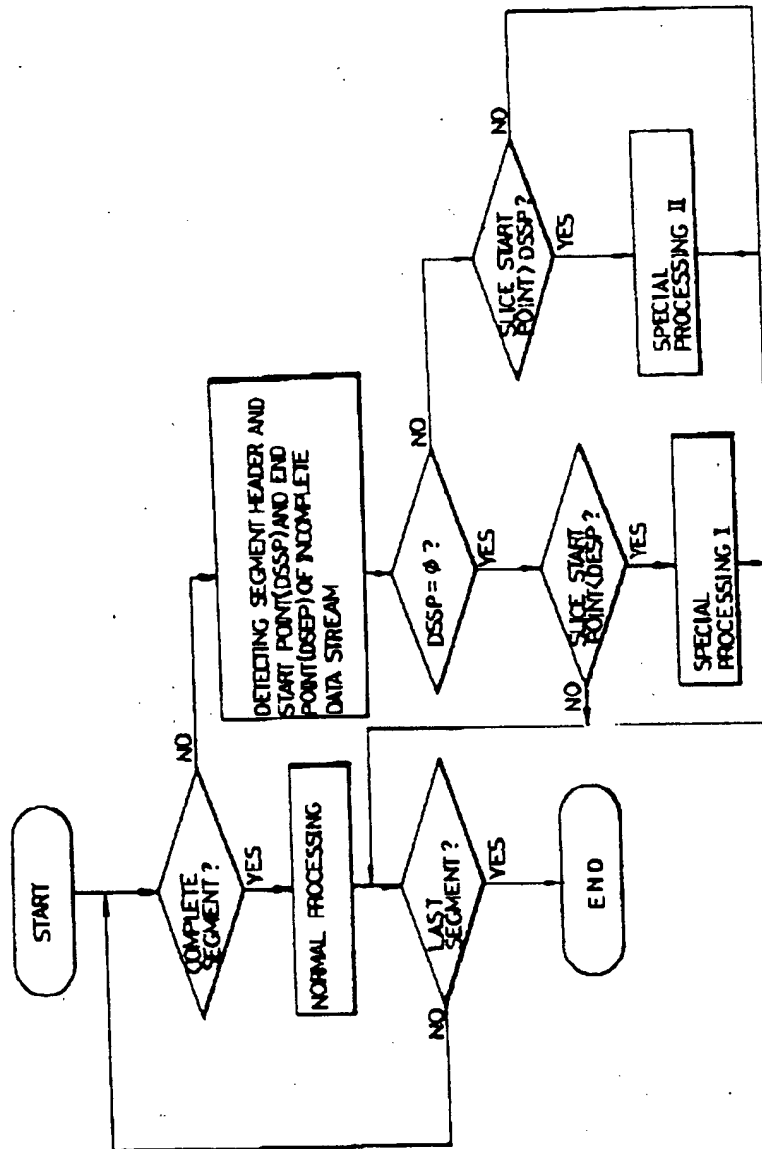 START
COMPLETE
SEGMENT?
NO
YES
DETECTING SEGMENT HEADER AND
START POINT(DSSP) AND END
POINT(DSEP) OF INCOMPLETE
DATA STREAM
NORMAL PROCESSING
DSSP=ø ?
NO
YES
SLICE START
POINT〉DSSP?
NO
YES
SLICE START
POINT〈DESP?
NO
YES
LAST
SEGMENT?
NO
YES
SPECIAL
PROCESSING I
SPECIAL
PROCESSING II
END